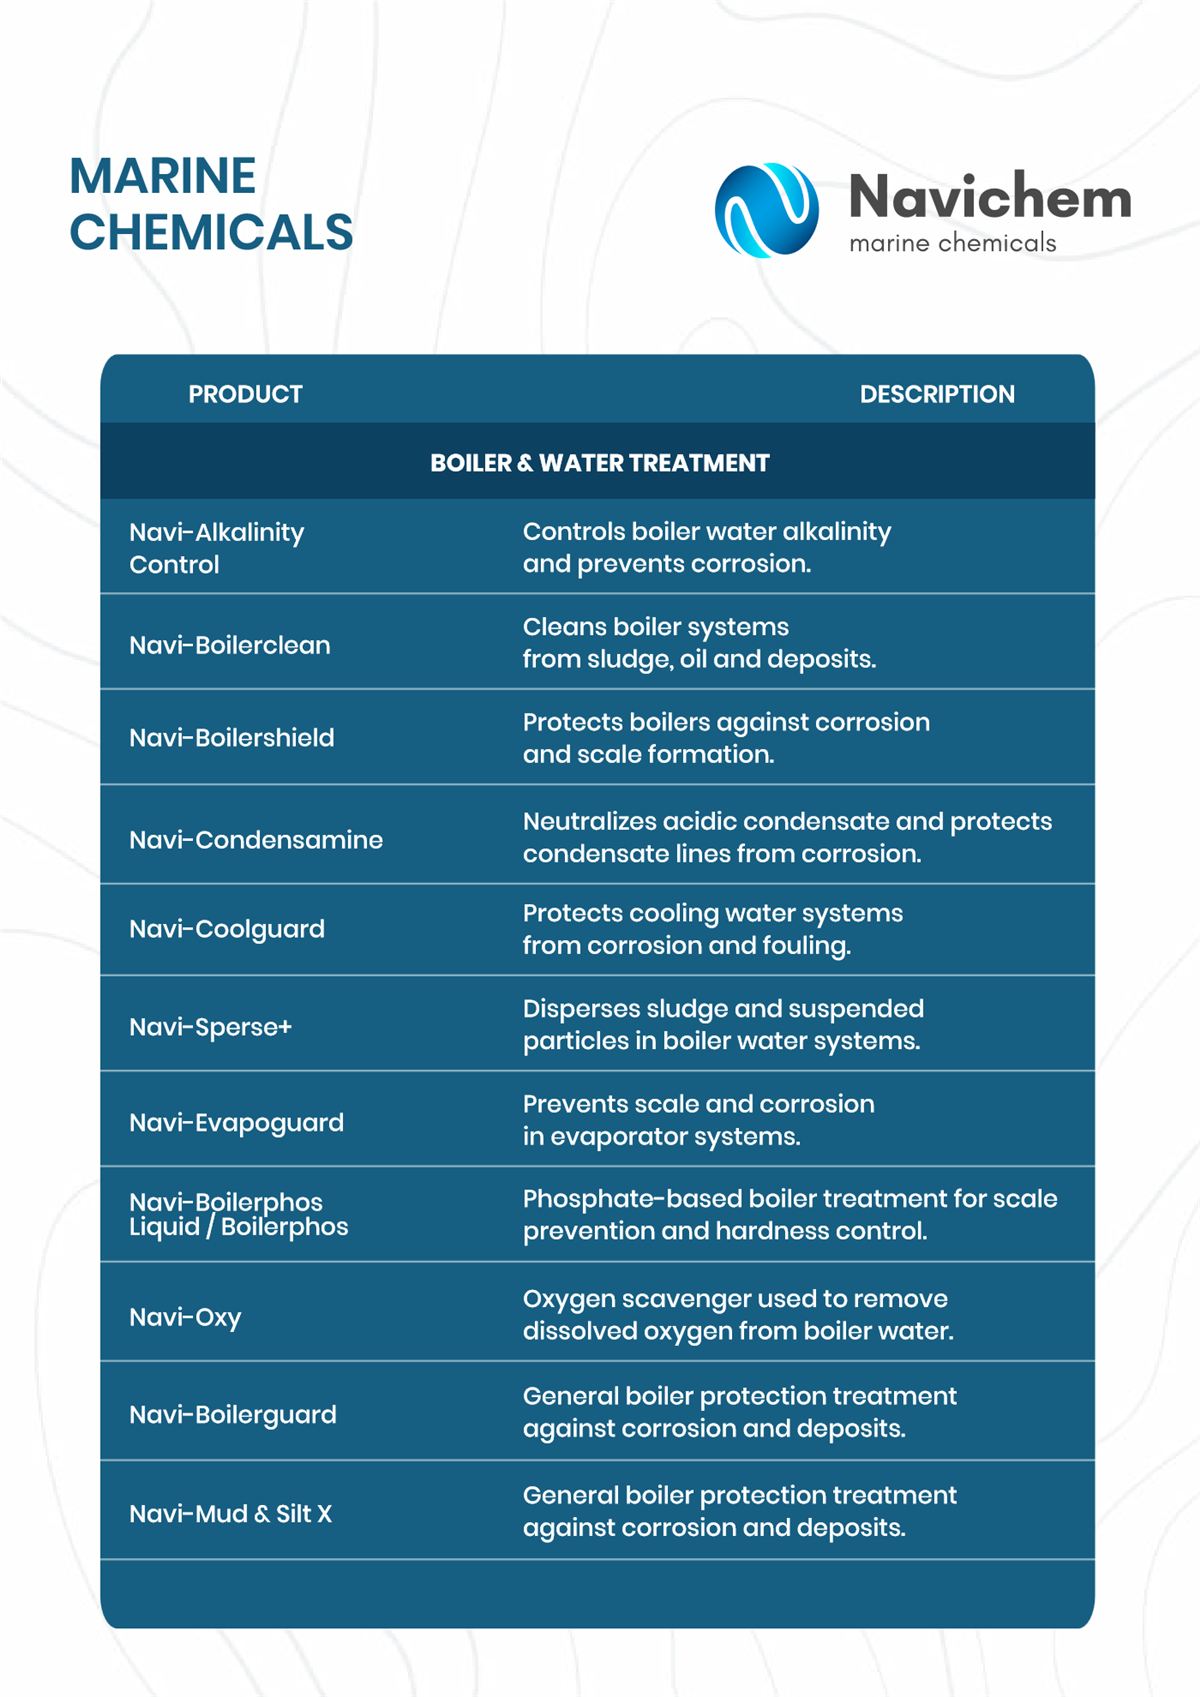 MARINE
CHEMICALS
Navichem
marine chemicals
PRODUCT
DESCRIPTION
BOILER & WATER TREATMENT
Navi-Alkalinity
Control
Controls boiler water alkalinity
and prevents corrosion.
Navi-Boilerclean
Cleans boiler systems
from sludge, oil and deposits.
Navi-Boilershield
Protects boilers against corrosion
and scale formation.
Navi-Condensamine
Neutralizes acidic condensate and protects
condensate lines from corrosion.
Navi-Coolguard
Protects cooling water systems
from corrosion and fouling.
Navi-Sperse+
Disperses sludge and suspended
particles in boiler water systems.
Navi-Evapoguard
Prevents scale and corrosion
in evaporator systems.
Navi-Boilerphos
Liquid / Boilerphos
Phosphate-based boiler treatment for scale
prevention and hardness control.
Navi-Oxy
Oxygen scavenger used to remove
dissolved oxygen from boiler water.
Navi-Boilerguard
General boiler protection treatment
against corrosion and deposits.
Navi-Mud & Silt X
General boiler protection treatment
against corrosion and deposits.